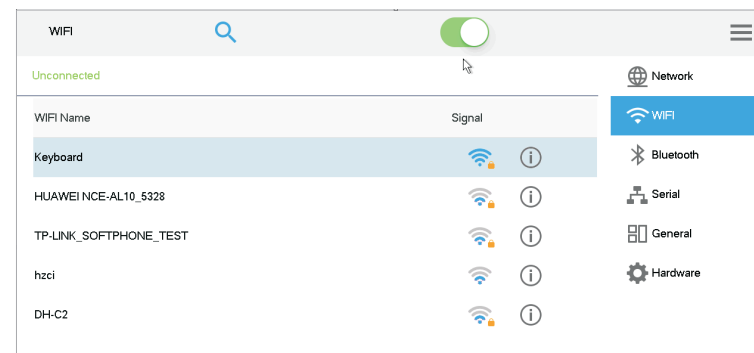 WIFI
Unconnected
WIFI Name Signal
Keyboard
HUAWEI NCE-AL10_5328
TP-LINK_SOFTPHONE_TEST
hzci
DH-C2
Network
WIFI
Bluetooth
Serial
General
Hardware